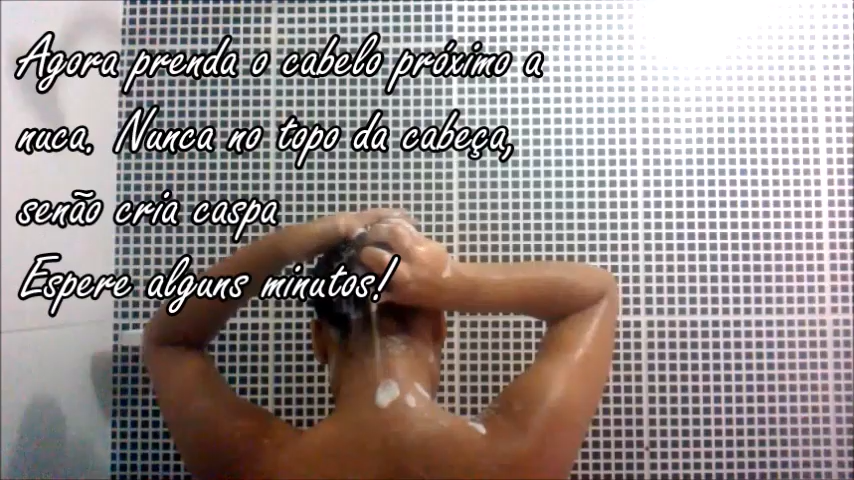 Agora prenda o cabelo próximo a
nuca. Nunca no topo da cabeça,
senão cria caspa
Espere alguns minutos!